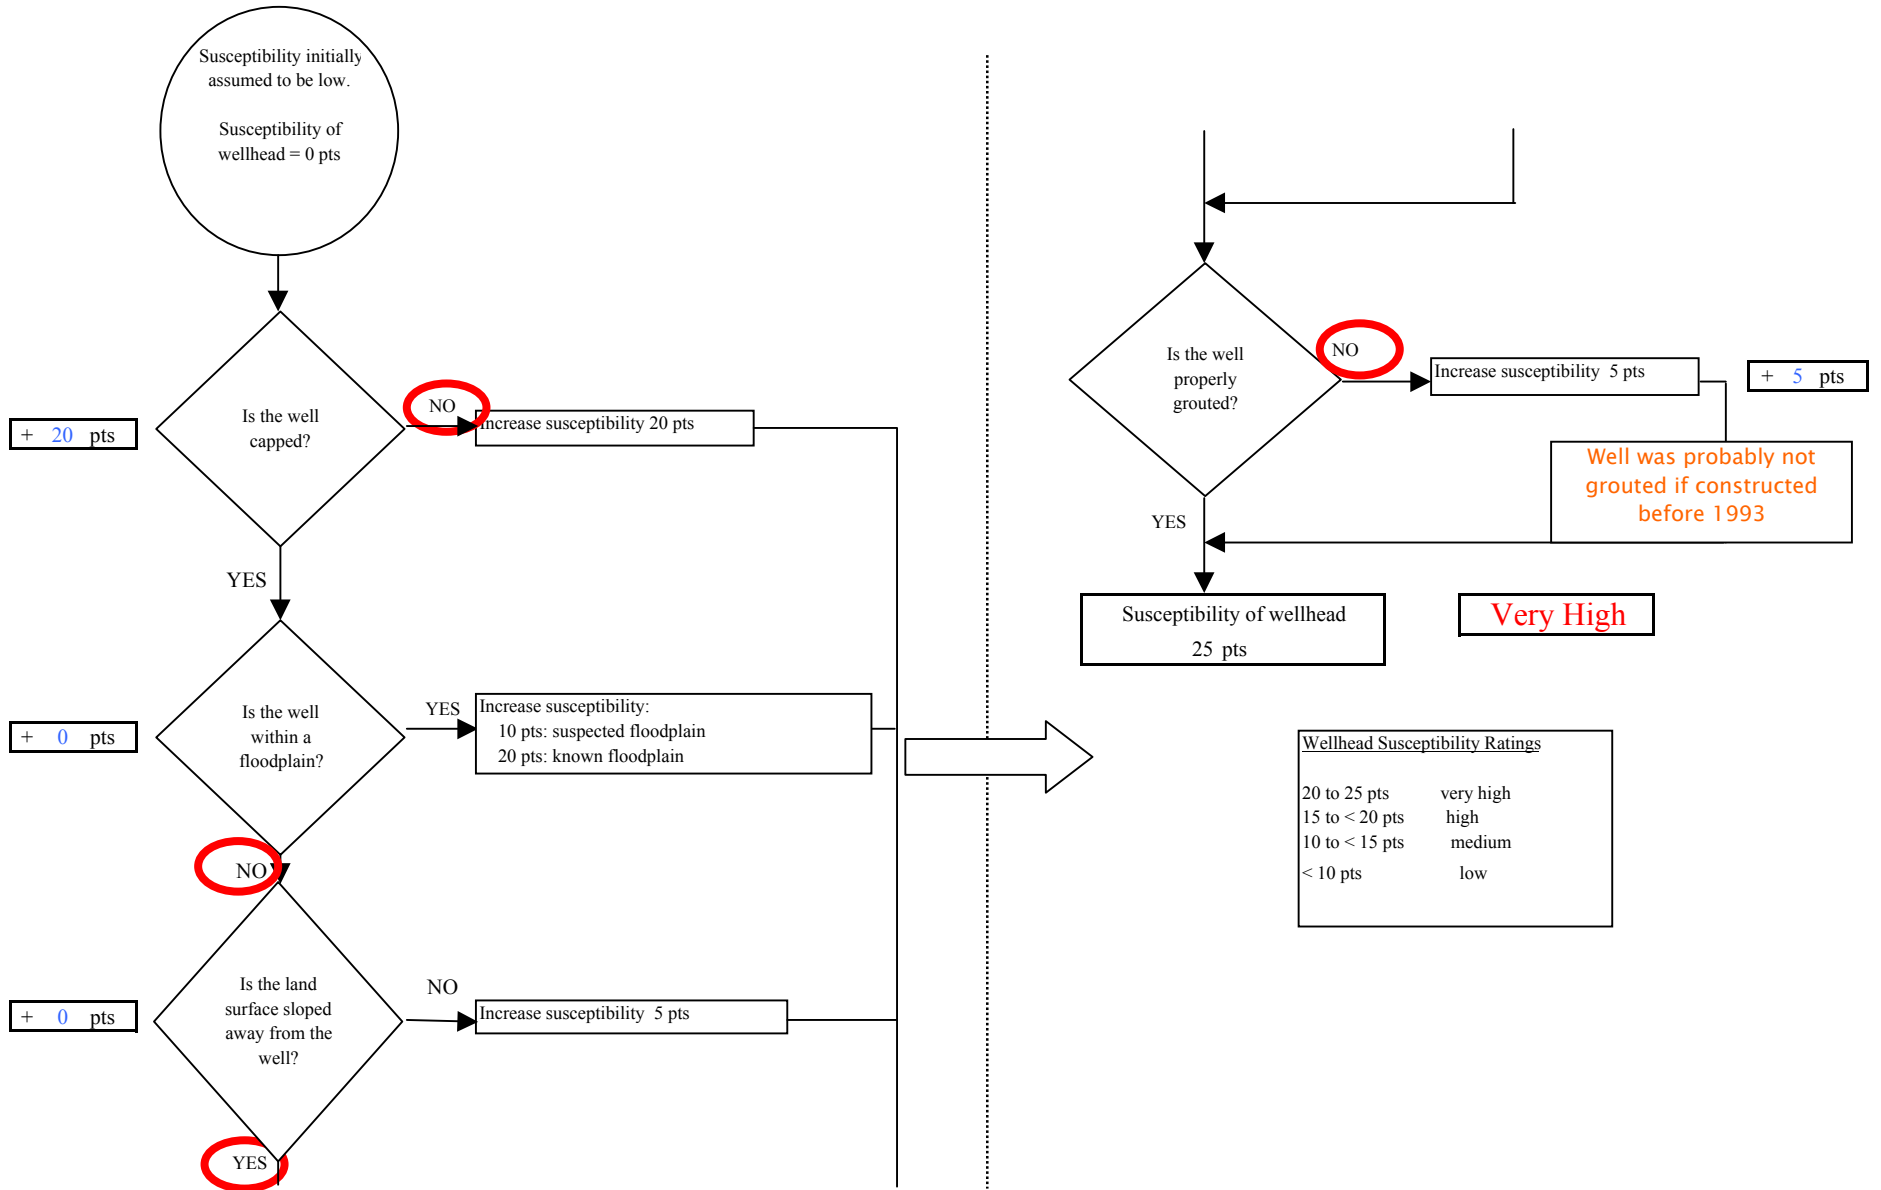 Susceptibility initially
assumed to be low.
Susceptibility of
wellhead = 0 pts
Is the well
capped?
NO
Increase susceptibility 20 pts
+ 20 pts
YES
Is the well
within a
floodplain?
YES
Increase susceptibility:
10 pts: suspected floodplain
20 pts: known floodplain
+ 0 pts
NO
Is the land
surface sloped
away from the
well?
NO
Increase susceptibility 5 pts
+ 0 pts
YES
Is the well
properly
grouted?
NO
Increase susceptibility 5 pts
+ 5 pts
Well was probably not
grouted if constructed
before 1993
YES
Susceptibility of wellhead
25 pts
Very High
Wellhead Susceptibility Ratings
20 to 25 pts very high
15 to < 20 pts high
10 to < 15 pts medium
< 10 pts low